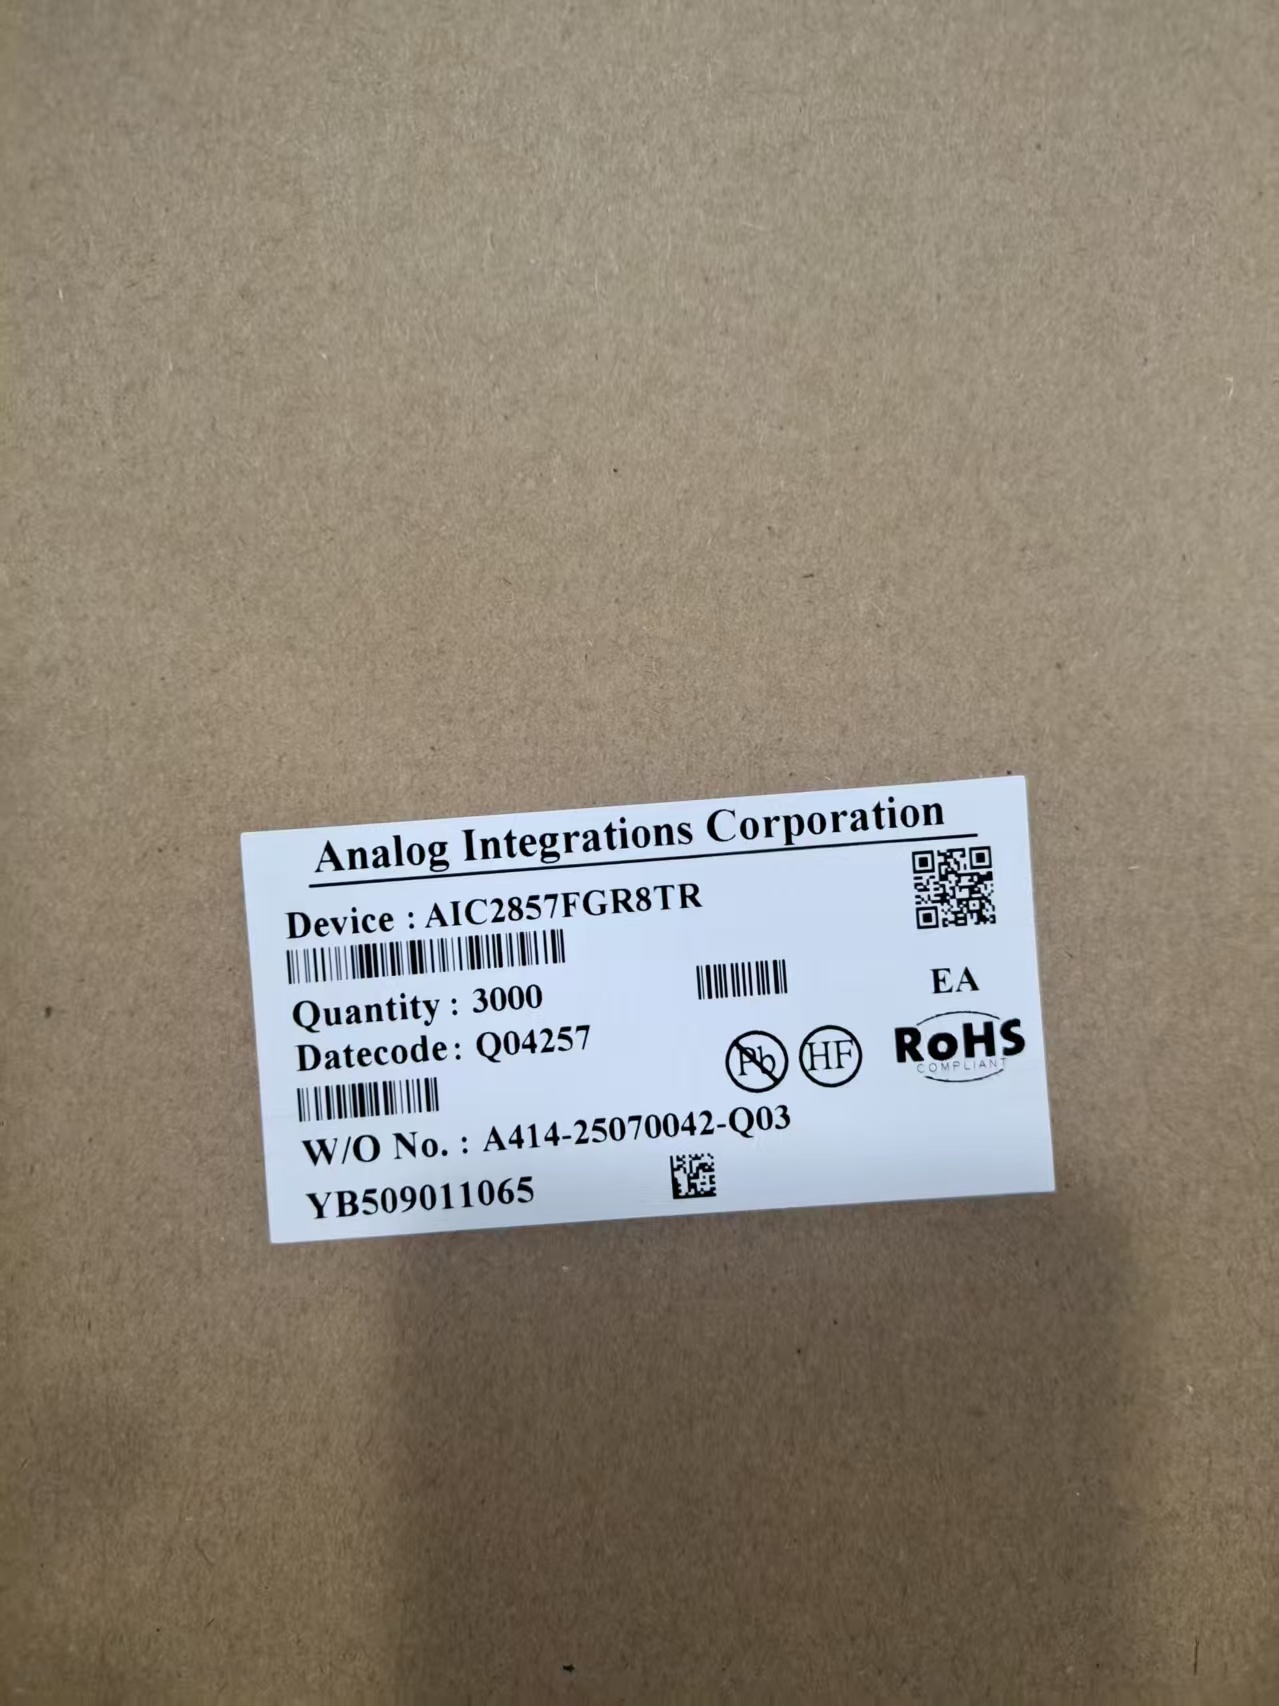 Analog Integrations Corporation
Device : AIC2857FGR8TR
Quantity : 3000
EA
Datecode: Q04257
Pb HF RoHS
COMPLIANT
W/O No. : A414-25070042-Q03
YB509011065